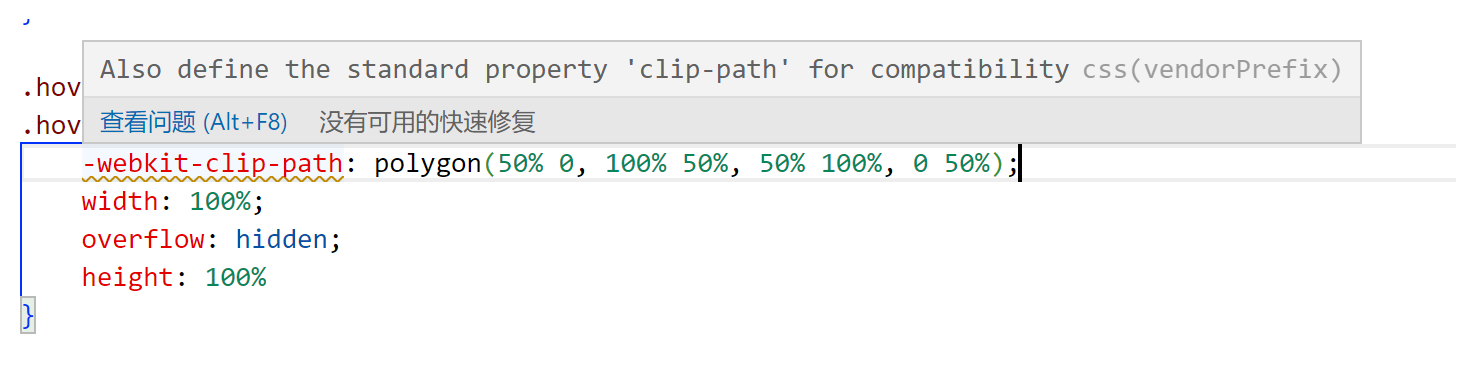 }
Also define the standard property 'clip-path' for compatibility css(vendorPrefix)
.hov
查看问题 (Alt+F8) 没有可用的快速修复
.hov
-webkit-clip-path: polygon(50% 0, 100% 50%, 50% 100%, 0 50%);
width: 100%;
overflow: hidden;
height: 100%
}